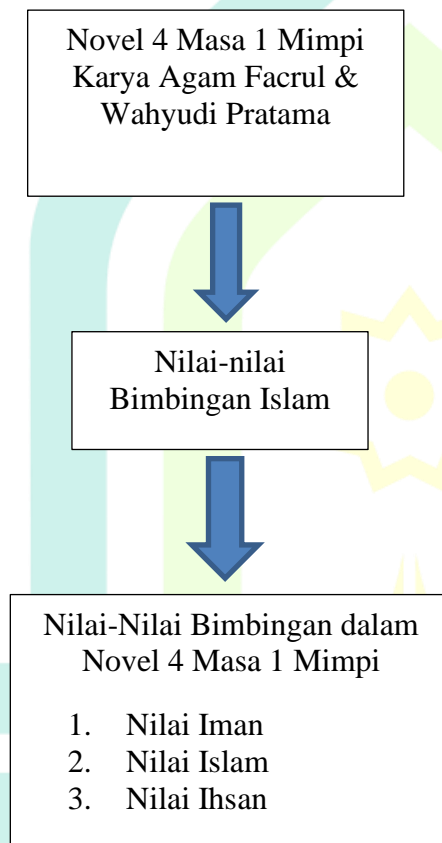 Novel 4 Masa 1 Mimpi
Karya Agam Facrul &
Wahyudi Pratama
Nilai-nilai
Bimbingan Islam
Nilai-Nilai Bimbingan dalam
Novel 4 Masa 1 Mimpi
1. Nilai Iman
2. Nilai Islam
3. Nilai Ihsan